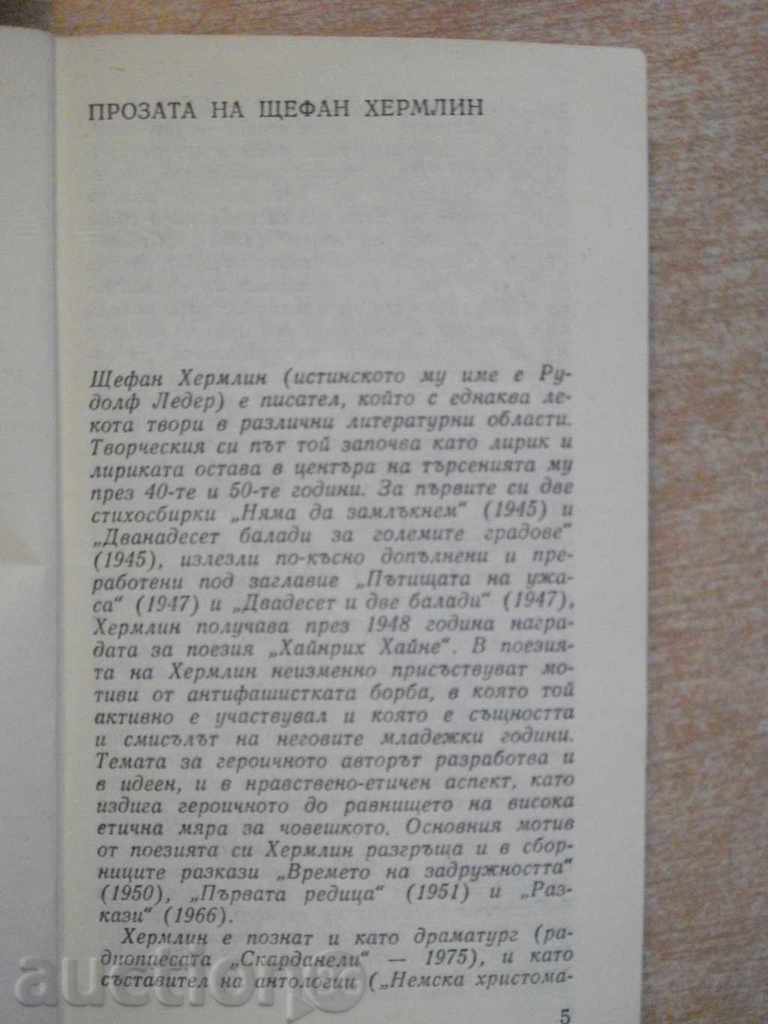 ПРОЗАТА НА ЩЕФАН ХЕРМЛИН
Щефан Хермлин (истинското му име е Ру-
долф Ледер) е писател, който с еднаква ле-
кота твори в различни литературни области.
Творческия си път той започва като лирик и
лириката остава в центъра на търсенията му
през 40-те и 50-те години. За първите си две
стихосбирки „Няма да замлъкнем“ (1945) и
„Дванадесет балади за големите градове“
(1945), излезли по-късно допълнени и пре-
работени под заглавие „Пътищата на ужа-
са“ (1947) и „Двадесет и две балади“ (1947),
Хермлин получава през 1948 година награ-
дата за поезия „Хайнрих Хайне“. В поезия-
та на Хермлин неизменно присъствуват мо-
тиви от антифашистката борба, в която той
активно е участвувал и която е същността
и смисълът на неговите младежки години.
Темата за героичното авторът разработва и
в идеен, и в нравствено-етичен аспект, като
издига героичното до равнището на висока
етична мяра за човешкото. Основния мотив
от поезията си Хермлин разгръща и в сбор-
ниците разкази „Времето на задружността“
(1950), „Първата редица“ (1951) и „Раз-
кази“ (1966).
Хермлин е познат и като драматург (ра-
диопиесата „Скарданели“ — 1975), и като
съставител на антологии („Немска христома-
5
auction